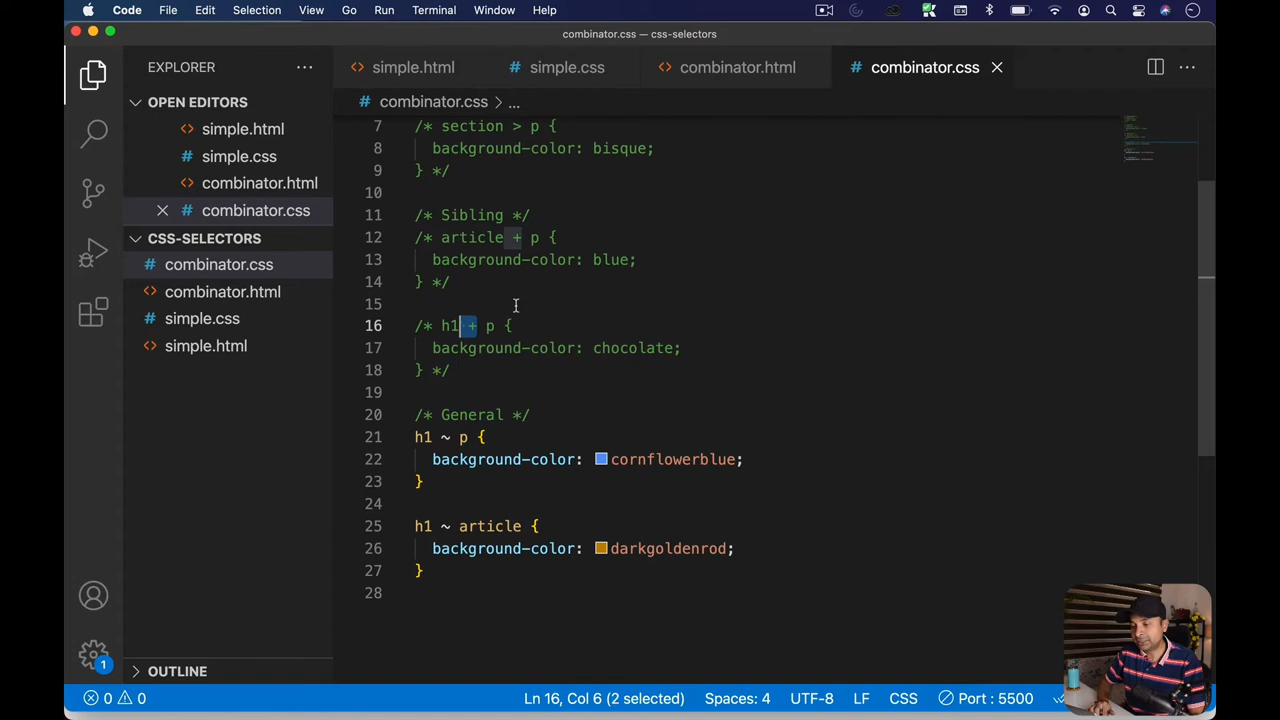 Code File Edit Selection View Go Run Terminal Window Help
combinator.css — css-selectors
EXPLORER
simple.html
simple.css
combinator.html
combinator.css
OPEN EDITORS
simple.html
simple.css
combinator.html
combinator.css
CSS-SELECTORS
combinator.css
combinator.html
simple.css
simple.html
OUTLINE
combinator.css > ...
7 /* section > p {
8 background-color: bisque;
9 } */
10
11 /* Sibling */
12 /* article + p {
13 background-color: blue;
14 } */
15
16 /* h1 + p {
17 background-color: chocolate;
18 } */
19
20 /* General */
21 h1 ~ p {
22 background-color: cornflowerblue;
23 }
24
25 h1 ~ article {
26 background-color: darkgoldenrod;
27 }
28
1
0 0 Ln 16, Col 6 (2 selected) Spaces: 4 UTF-8 LF CSS Port : 5500